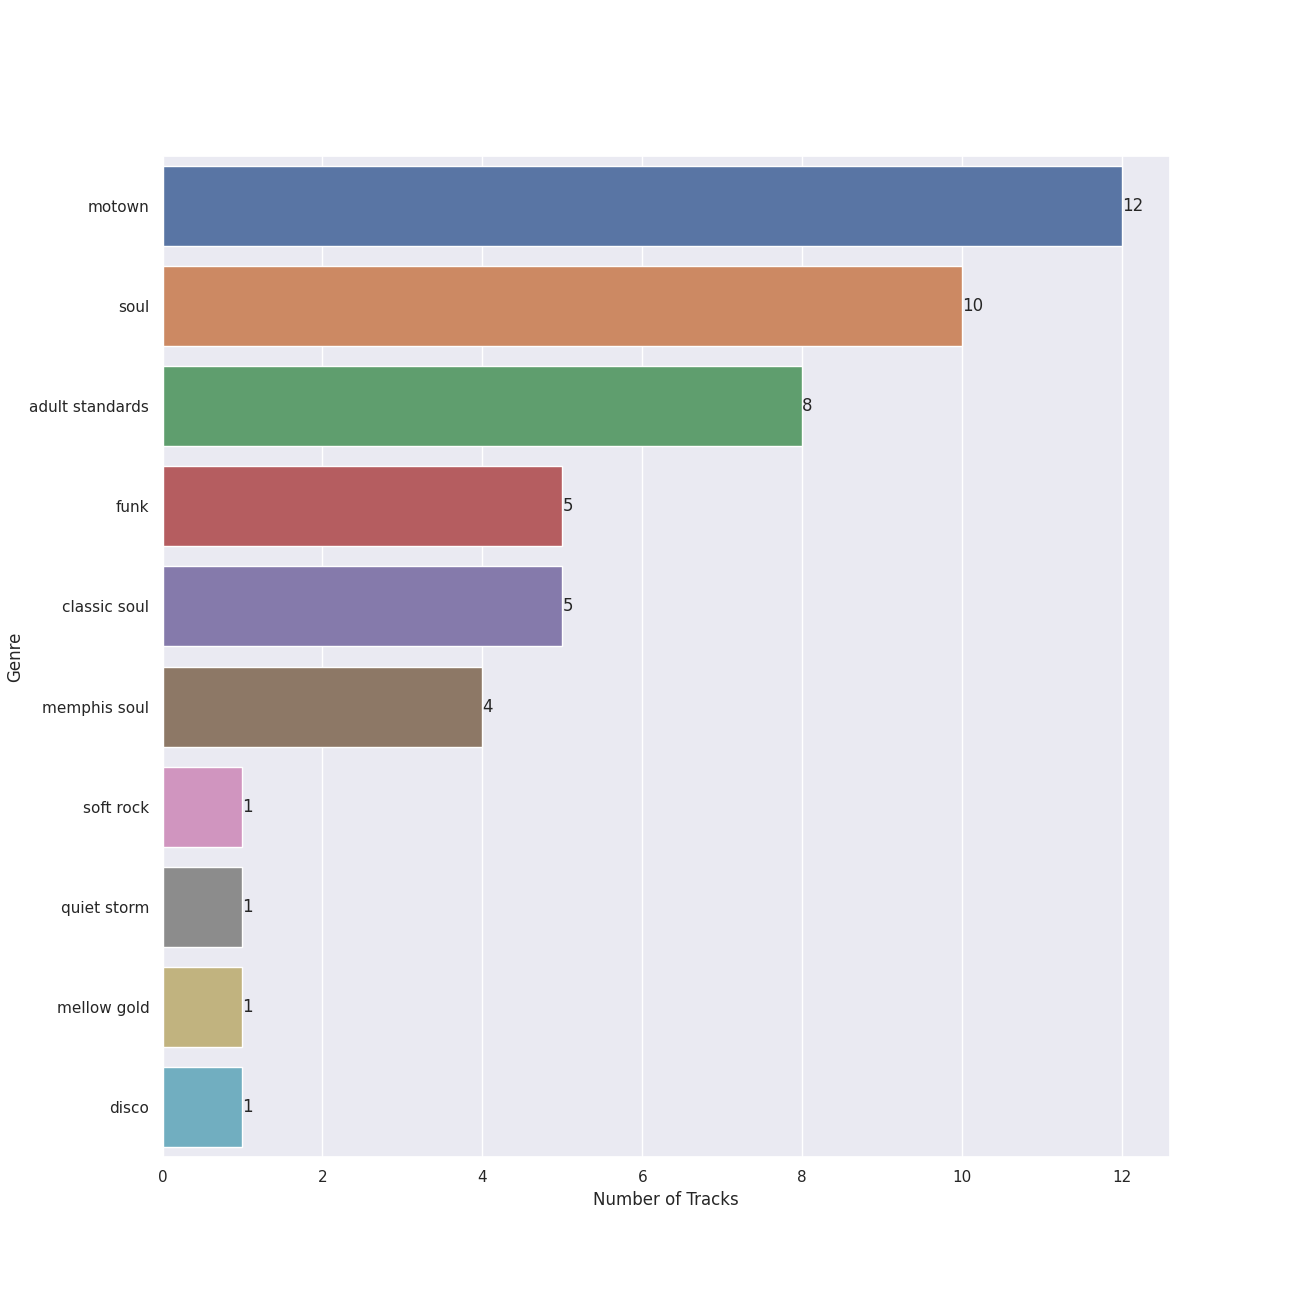 motown 12
soul 10
adult standards 8
funk 5
classic soul 5
Genre
memphis soul 4
soft rock 1
quiet storm 1
mellow gold 1
disco 1
0 2 4 6 8 10 12
Number of Tracks